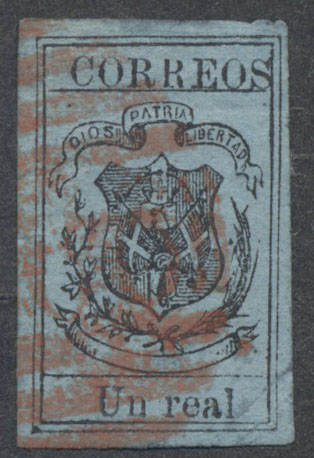 CORREOS
DIOS PATRIA LIBERTAD
Un real